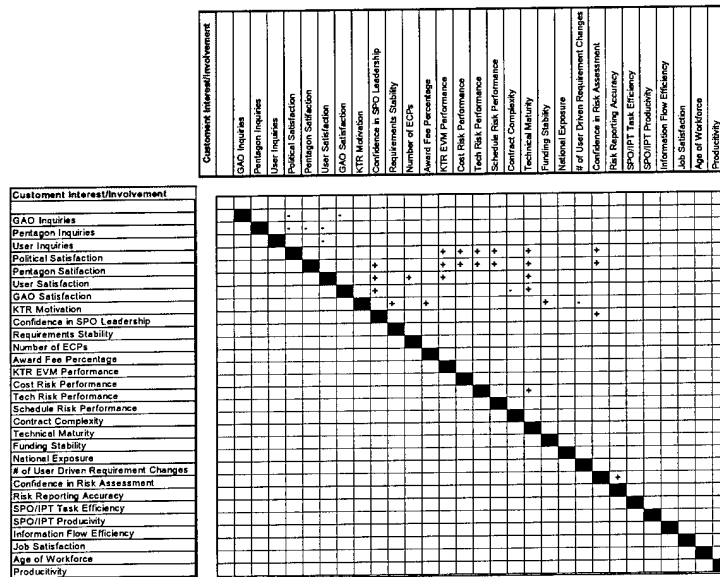 Customent Interest/Involvement
GAO Inquiries
Pentagon Inquiries
User Inquiries
Political Satisfaction
Pentagon Satifaction
User Satisfaction
GAO Satisfaction
KTR Motivation
Confidence in SPO Leadership
Requirements Stability
Number of ECPs
Award Fee Percentage
KTR EVM Performance
Cost Risk Performance
Tech Risk Performance
Schedule Risk Performance
Contract Complexity
Technical Maturity
Funding Stability
National Exposure
# of User Driven Requirement Changes
Confidence in Risk Assessment
Risk Reporting Accuracy
SPO/IPT Task Efficiency
SPO/IPT Producivity
Information Flow Efficiency
Job Satisfaction
Age of Workforce
Productivity
Customent Interest/Involvement
GAO Inquiries - -
Pentagon Inquiries - - -
User Inquiries -
Political Satisfaction + + + + + +
Pentagon Satifaction + + + + + + +
User Satisfaction + + + +
GAO Satisfaction + - +
KTR Motivation + + + -
Confidence in SPO Leadership +
Requirements Stability
Number of ECPs
Award Fee Percentage
KTR EVM Performance
Cost Risk Performance
Tech Risk Performance +
Schedule Risk Performance
Contract Complexity
Technical Maturity
Funding Stability
National Exposure
# of User Driven Requirement Changes
Confidence in Risk Assessment +
Risk Reporting Accuracy
SPO/IPT Task Efficiency
SPO/IPT Producivity
Information Flow Efficiency
Job Satisfaction
Age of Workforce
Producitivity